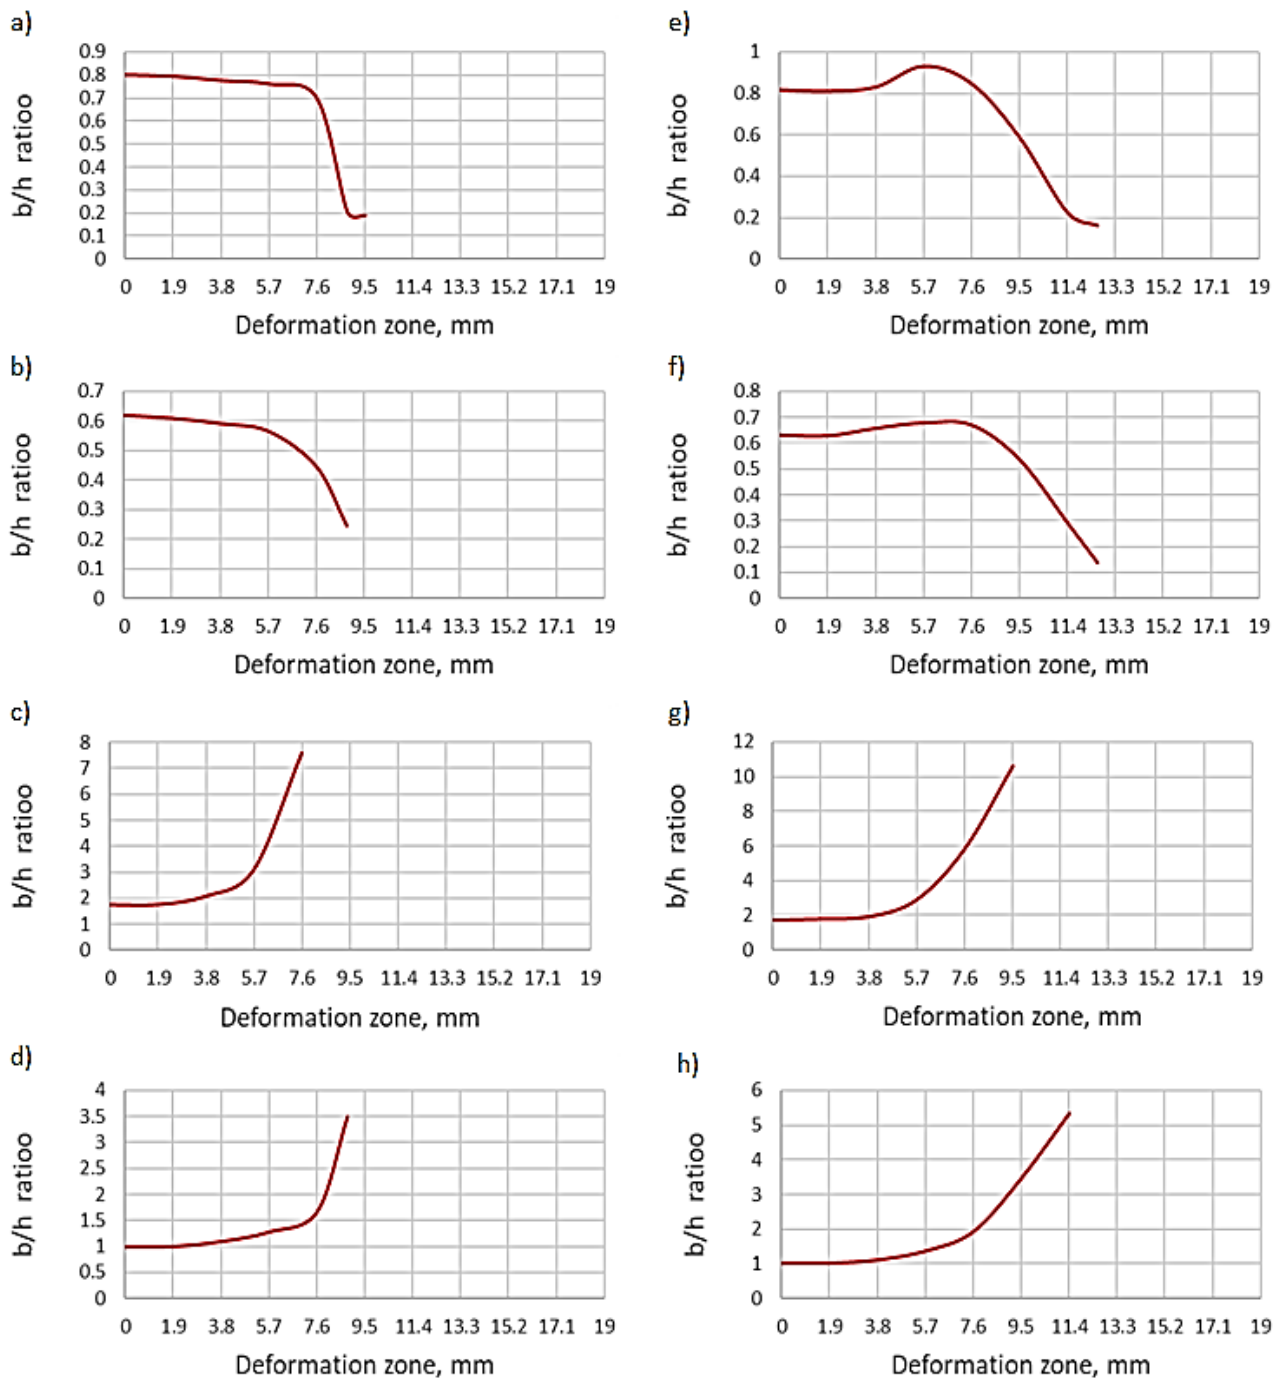 a)
0.9
0.8
0.7
0.6
0.5
0.4
0.3
0.2
0.1
0
b/h ratioo
0 1.9 3.8 5.7 7.6 9.5 11.4 13.3 15.2 17.1 19
Deformation zone, mm
b)
0.7
0.6
0.5
0.4
0.3
0.2
0.1
0
b/h ratioo
0 1.9 3.8 5.7 7.6 9.5 11.4 13.3 15.2 17.1 19
Deformation zone, mm
c)
8
7
6
5
4
3
2
1
0
b/h ratioo
0 1.9 3.8 5.7 7.6 9.5 11.4 13.3 15.2 17.1 19
Deformation zone, mm
d)
4
3.5
3
2.5
2
1.5
1
0.5
0
b/h ratioo
0 1.9 3.8 5.7 7.6 9.5 11.4 13.3 15.2 17.1 19
Deformation zone, mm
e)
1
0.8
0.6
0.4
0.2
0
b/h ratioo
0 1.9 3.8 5.7 7.6 9.5 11.4 13.3 15.2 17.1 19
Deformation zone, mm
f)
0.8
0.7
0.6
0.5
0.4
0.3
0.2
0.1
0
b/h ratioo
0 1.9 3.8 5.7 7.6 9.5 11.4 13.3 15.2 17.1 19
Deformation zone, mm
g)
12
10
8
6
4
2
0
b/h ratioo
0 1.9 3.8 5.7 7.6 9.5 11.4 13.3 15.2 17.1 19
Deformation zone, mm
h)
6
5
4
3
2
1
0
b/h ratioo
0 1.9 3.8 5.7 7.6 9.5 11.4 13.3 15.2 17.1 19
Deformation zone, mm